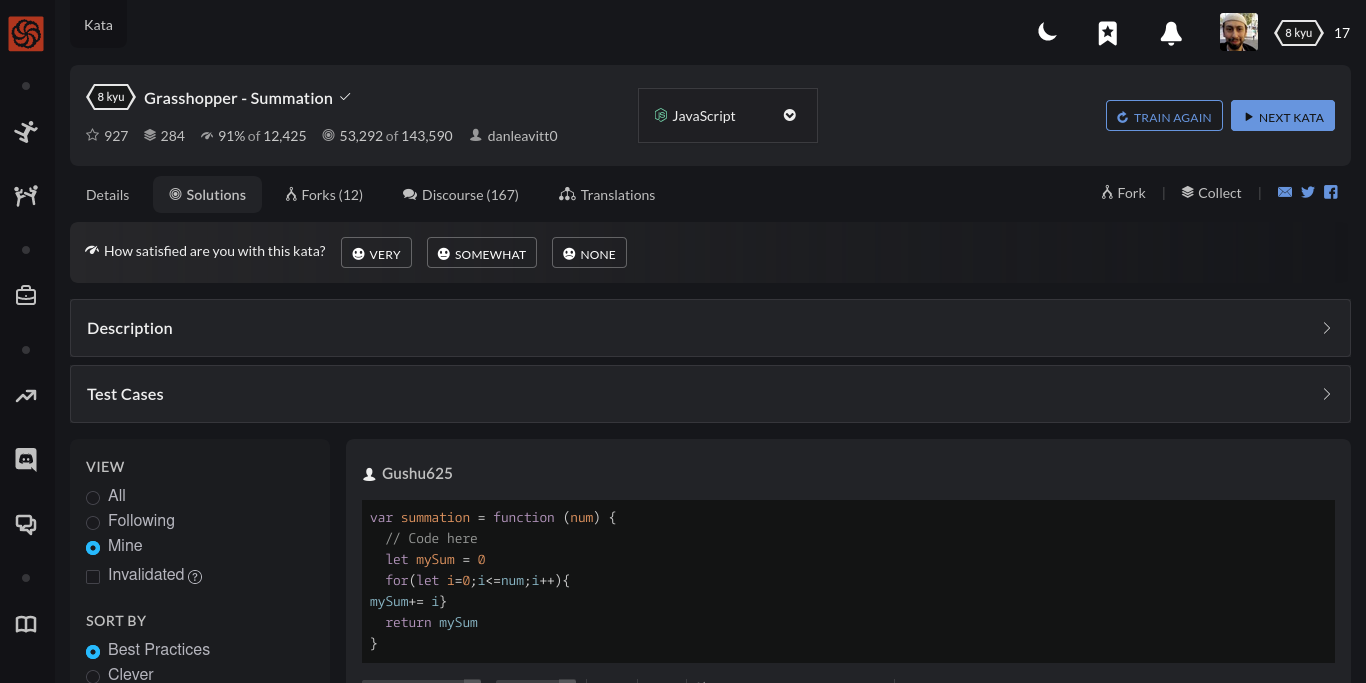 Kata
8 kyu 17
8 kyu Grasshopper - Summation
927 284 91% of 12,425 53,292 of 143,590 danleavitt0
JavaScript
TRAIN AGAIN NEXT KATA
Details Solutions Forks (12) Discourse (167) Translations
Fork | Collect |
How satisfied are you with this kata? VERY SOMEWHAT NONE
Description
Test Cases
VIEW
All
Following
Mine
Invalidated ?
SORT BY
Best Practices
Clever
Gushu625
var summation = function (num) {
  // Code here
  let mySum = 0
  for(let i=0;i<=num;i++){
mySum+= i}
  return mySum
}